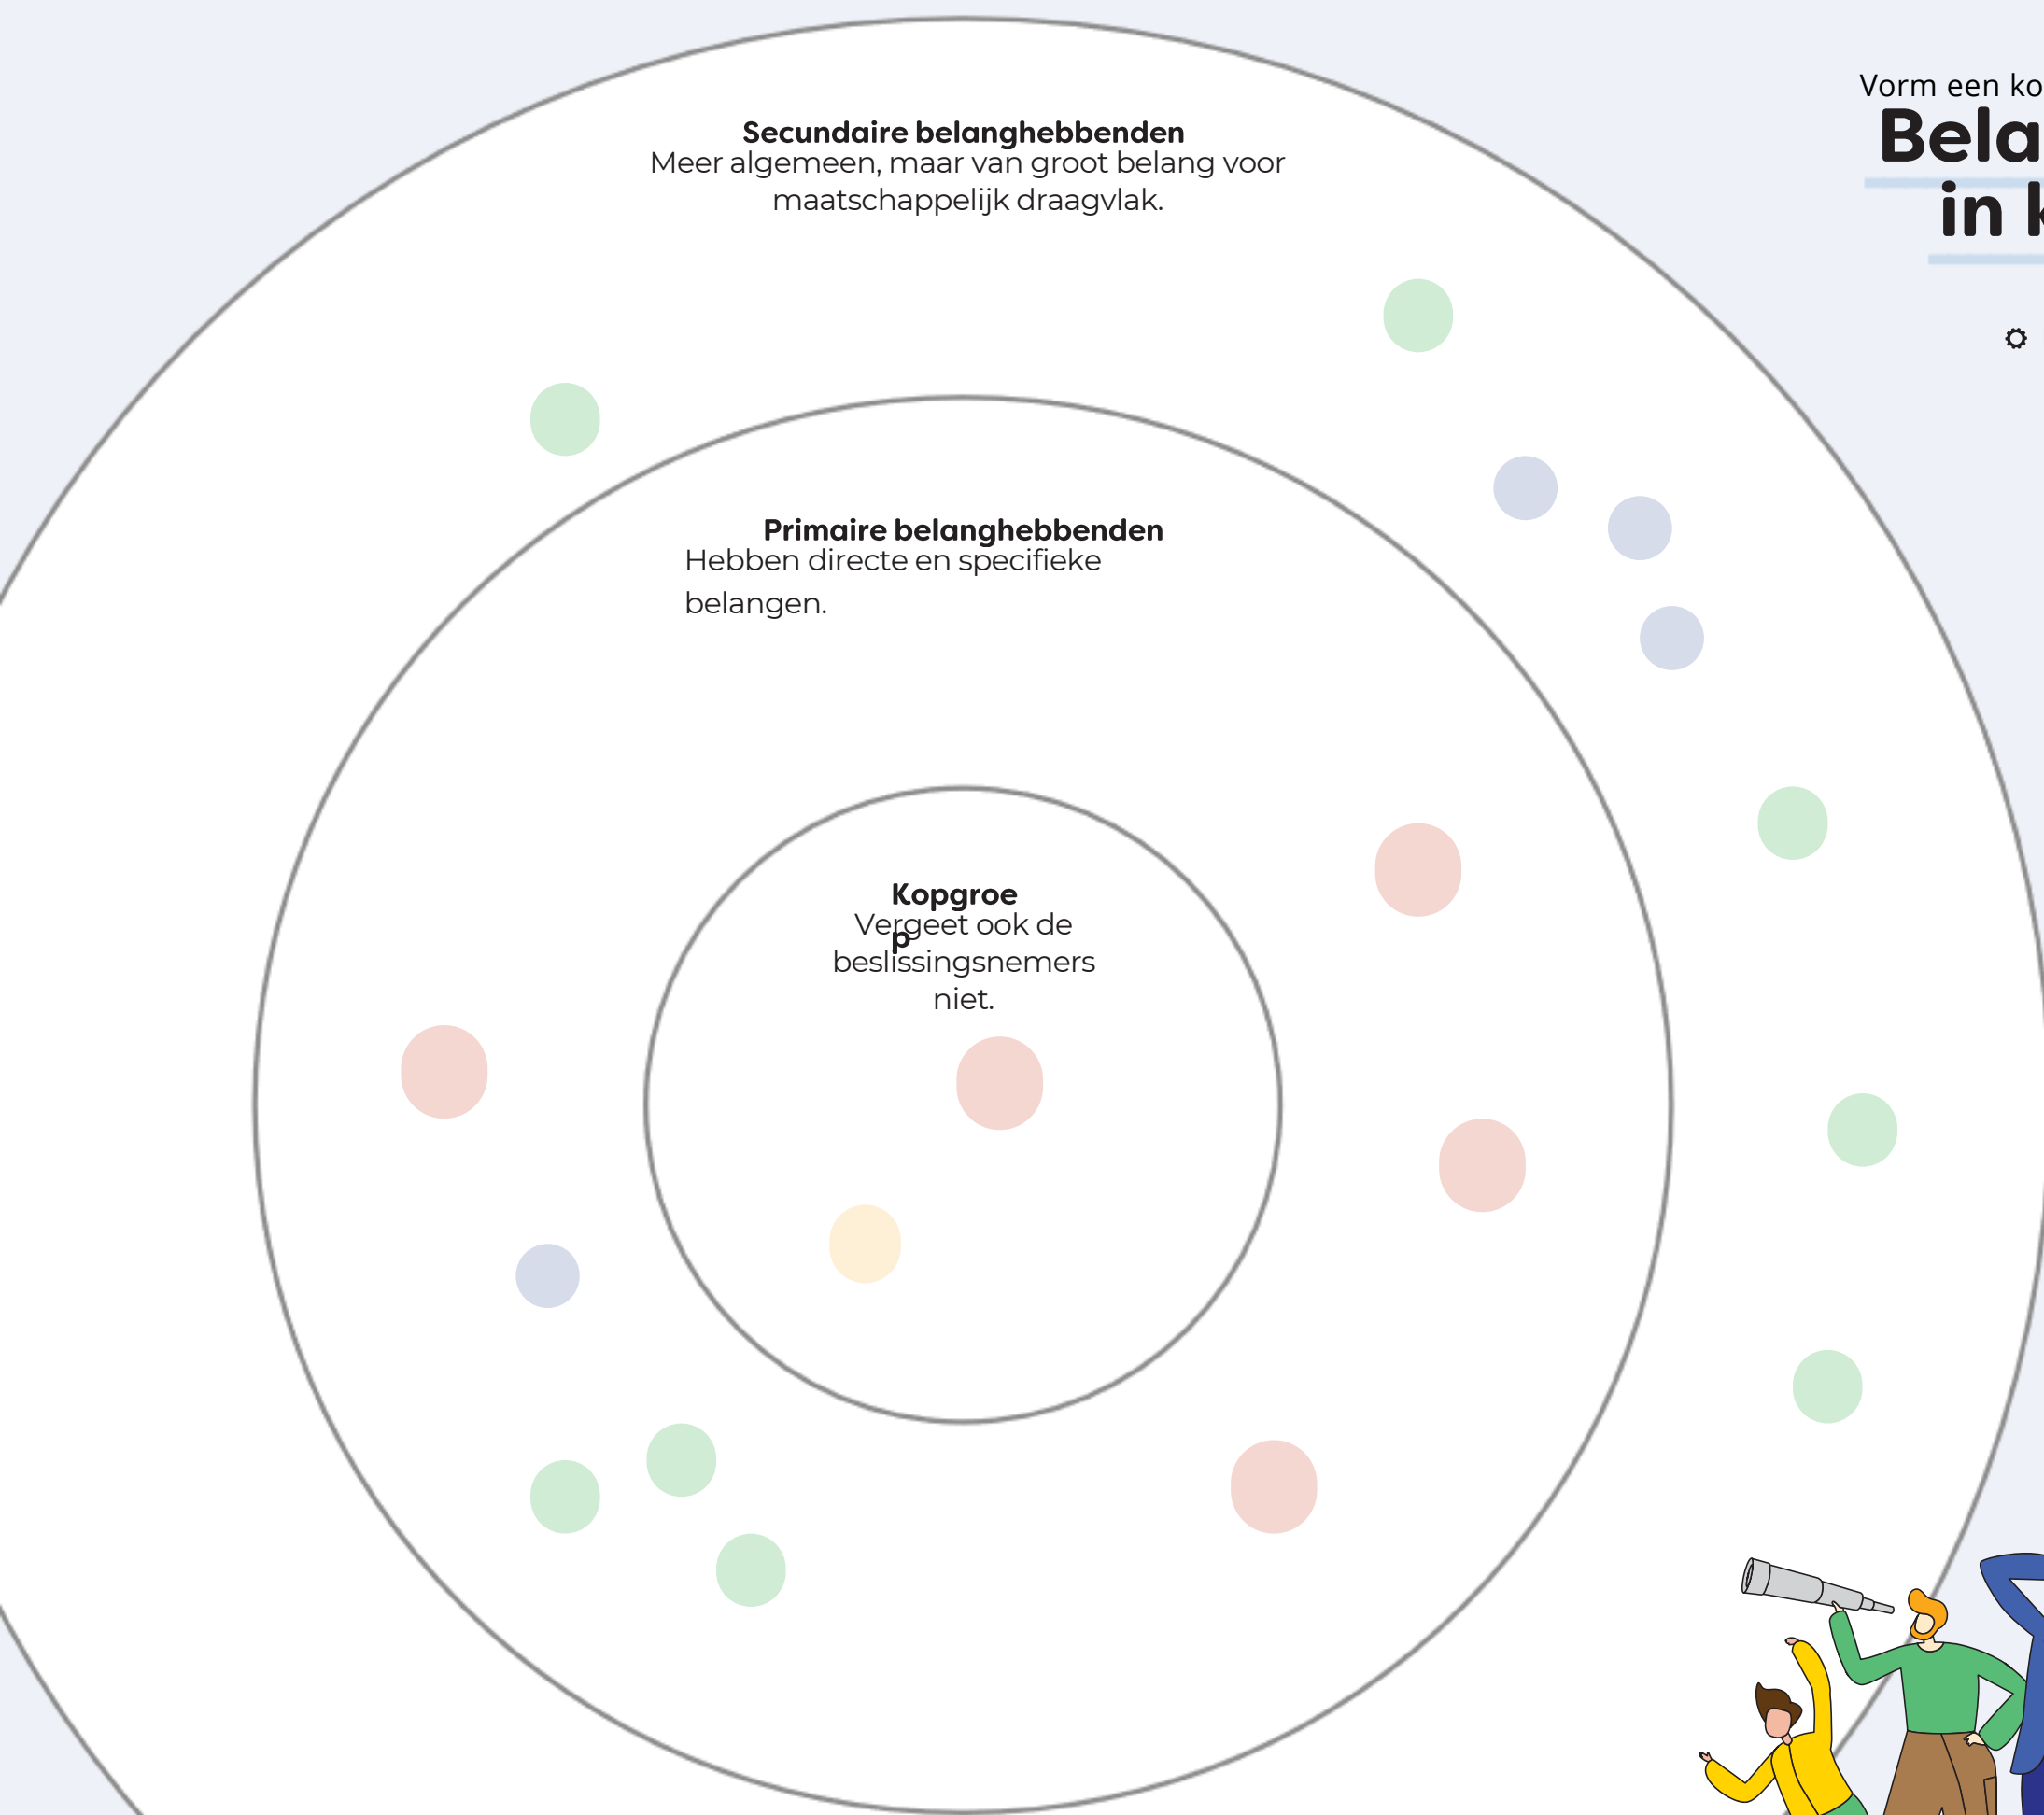 Vorm een ko
Bela
in k
Secundaire belanghebbenden
Meer algemeen, maar van groot belang voor
maatschappelijk draagvlak.
Primaire belanghebbenden
Hebben directe en specifieke
belangen.
Kopgroe
p
Vergeet ook de
beslissingsnemers
niet.